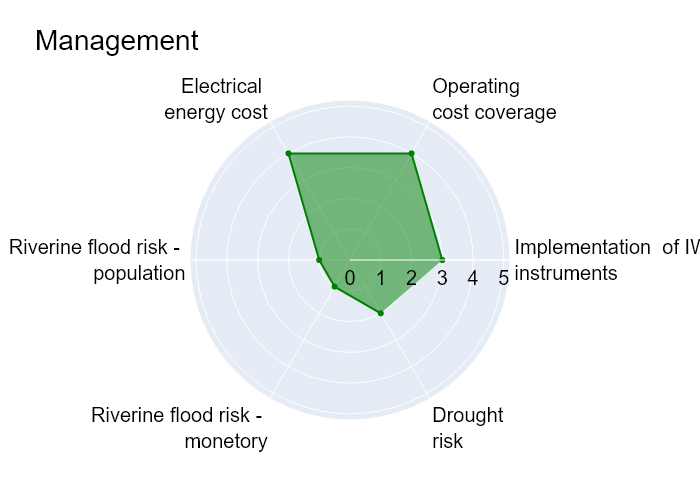 Management
Electrical
energy cost
Operating
cost coverage
Riverine flood risk -
population
Implementation  of
instruments
0 1 2 3 4 5
Riverine flood risk -
monetory
Drought
risk